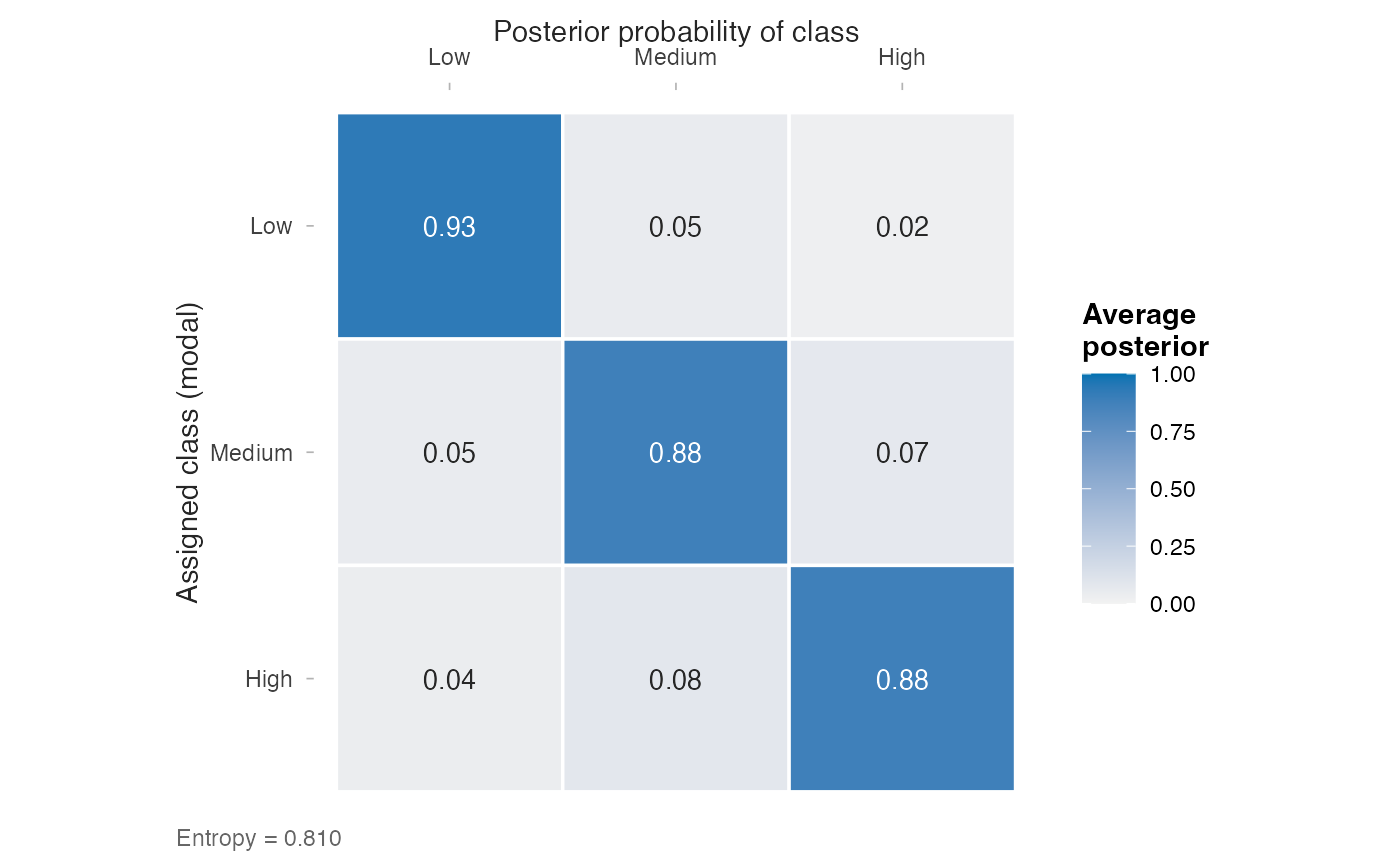 Posterior probability of class
Low Medium High
Low 0.93 0.05 0.02
Medium 0.05 0.88 0.07
High 0.04 0.08 0.88
Assigned class (modal)
Average
posterior
1.00
0.75
0.50
0.25
0.00
Entropy = 0.810